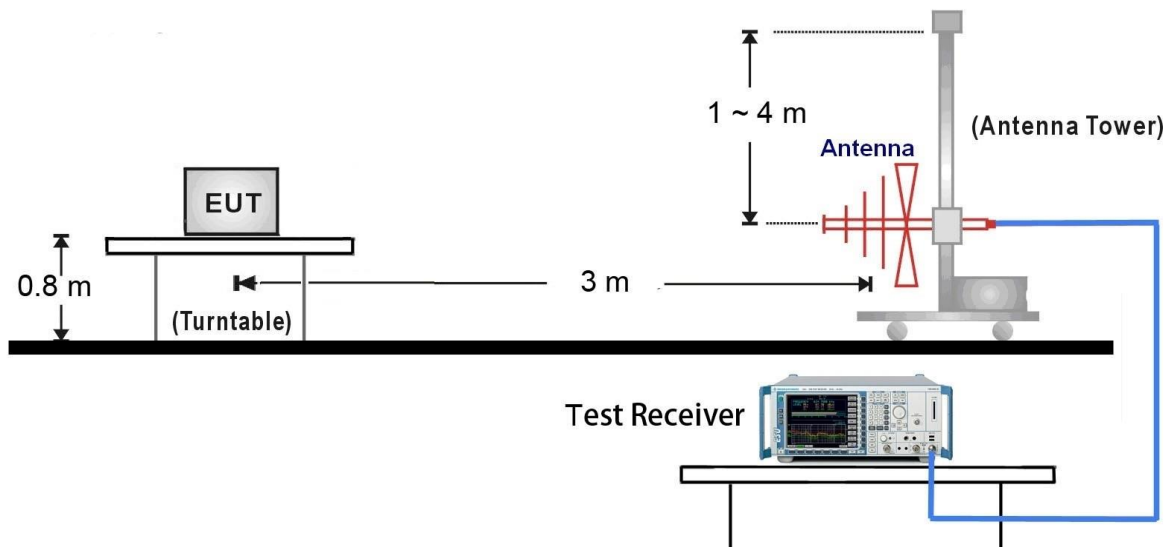 1 ~ 4 m
(Antenna Tower)
Antenna
EUT
0.8 m
3 m
(Turntable)
Test Receiver